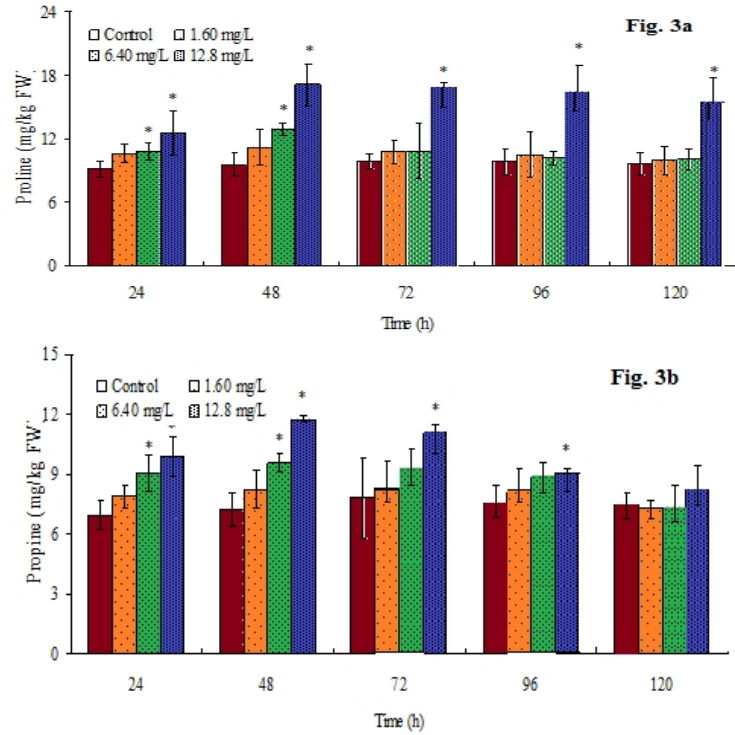 Fig. 3a
Proline (mg/kg FW)
24
18
12
6
0
Control 1.60 mg/L
6.40 mg/L 12.8 mg/L
* * * * * * *
24 48 72 96 120
Time (h)
Fig. 3b
Propine (mg/kg FW)
15
12
9
6
3
0
Control 1.60 mg/L
6.40 mg/L 12.8 mg/L
* * * * * *
24 48 72 96 120
Time (h)